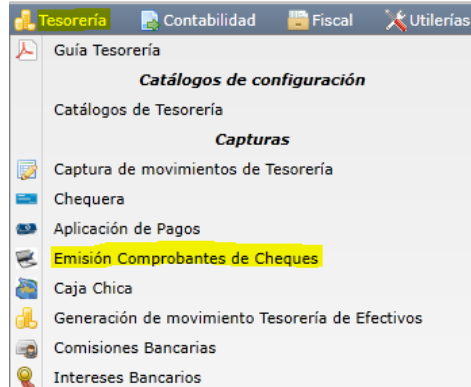 Tesorería Contabilidad Fiscal Utilerías
Guía Tesorería
Catálogos de configuración
Catálogos de Tesorería
Capturas
Captura de movimientos de Tesorería
Chequera
Aplicación de Pagos
Emisión Comprobantes de Cheques
Caja Chica
Generación de movimiento Tesorería de Efectivos
Comisiones Bancarias
Intereses Bancarios